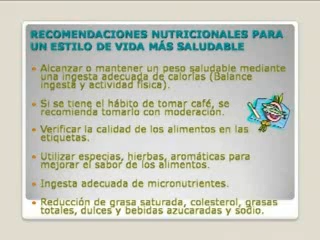 RECOMENDACIONES NUTRICIONALES PARA
UN ESTILO DE VIDA MÁS SALUDABLE
Alcanzar o mantener un peso saludable mediante
una ingesta adecuada de calorías (Balance
ingesta y actividad física).
Si se tiene el hábito de tomar café, se
recomienda tomarlo con moderación.
Verificar la calidad de los alimentos en las
etiquetas.
Utilizar especias, hierbas, aromáticas para
mejorar el sabor de los alimentos.
Ingesta adecuada de micronutrientes.
Reducción de grasa saturada, colesterol, grasas
totales, dulces y bebidas azucaradas y sodio.